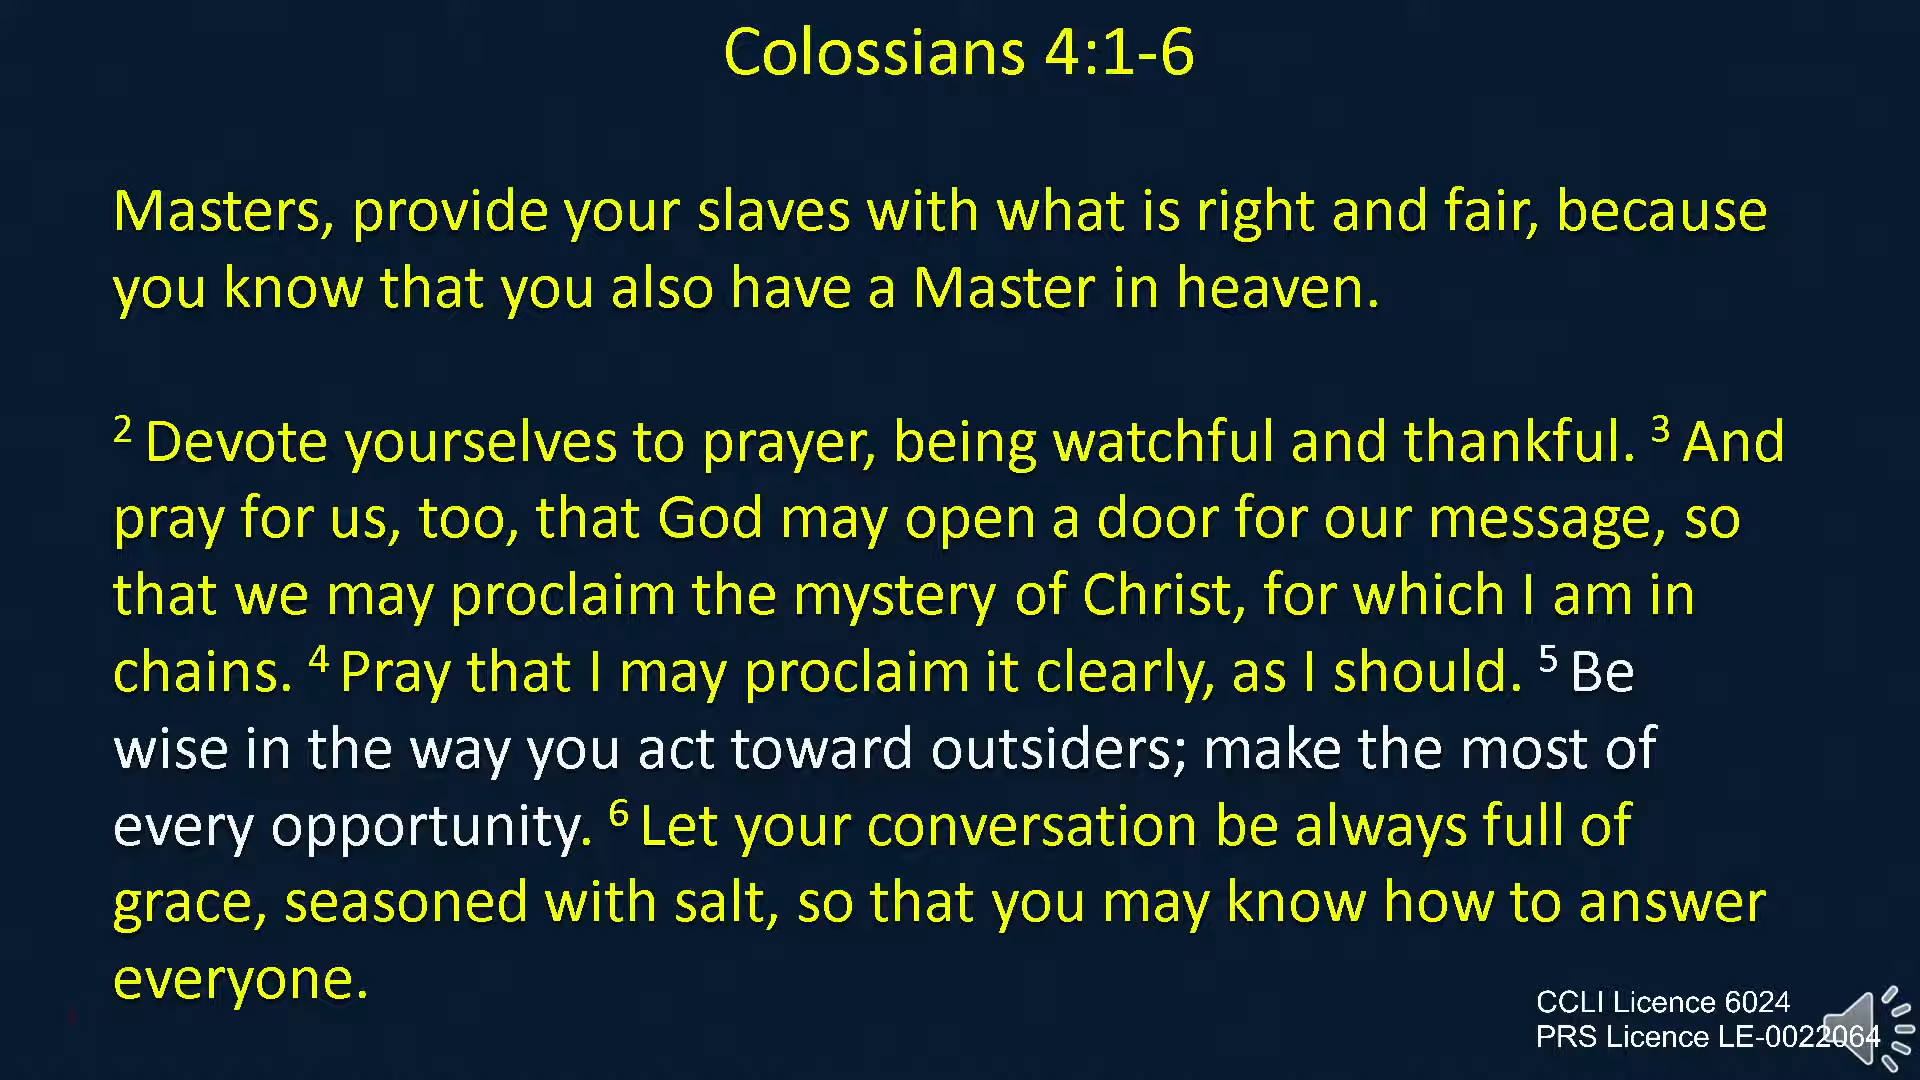 Colossians 4:1-6
Masters, provide your slaves with what is right and fair, because
you know that you also have a Master in heaven.
2 Devote yourselves to prayer, being watchful and thankful. 3 And
pray for us, too, that God may open a door for our message, so
that we may proclaim the mystery of Christ, for which I am in
chains. 4 Pray that I may proclaim it clearly, as I should. 5 Be
wise in the way you act toward outsiders; make the most of
every opportunity. 6 Let your conversation be always full of
grace, seasoned with salt, so that you may know how to answer
everyone.
CCLI Licence 6024
PRS Licence LE-0022064